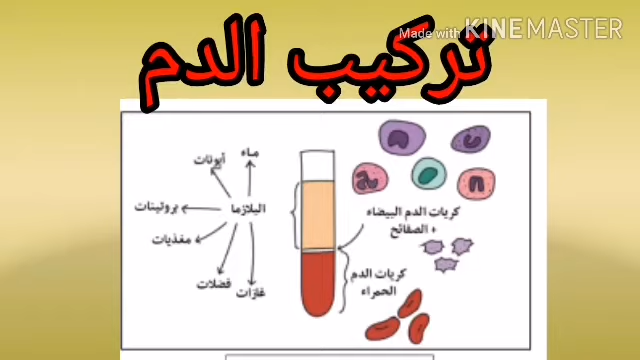 Made with KINEMASTER
تركيب الدم
ماء
أيونات
البلازما
بروتينات
مغذيات
فضلات
غازات
كريات الدم البيضاء
+ الصفائح
كريات الدم
الحمراء